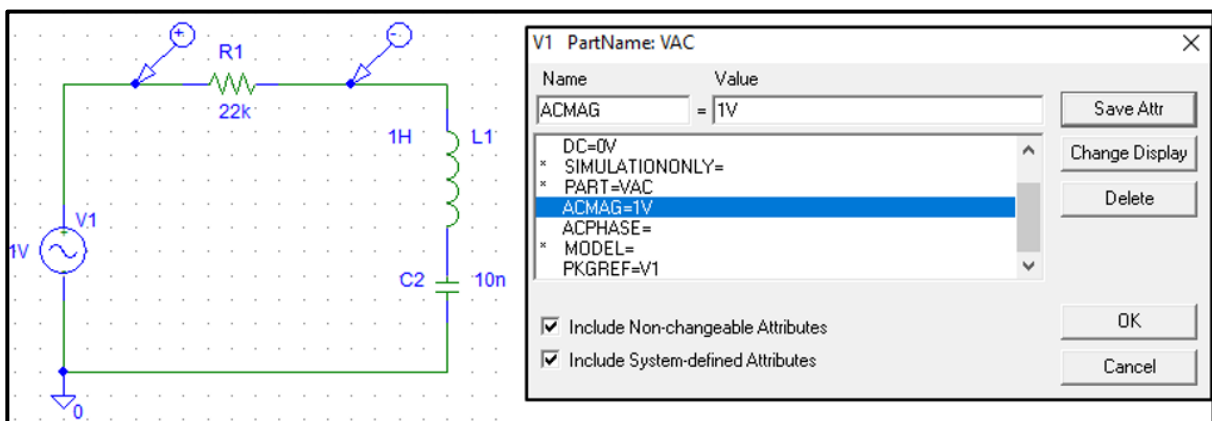 +
-
R1
22k
1H
L1
V1
1V
C2
10n
0
V1 PartName: VAC
Name Value
ACMAG = 1V
Save Attr
DC=0V
* SIMULATIONONLY=
* PART=VAC
ACMAG=1V
ACPHASE=
* MODEL=
PKGREF=V1
Change Display
Delete
Include Non-changeable Attributes
Include System-defined Attributes
OK
Cancel